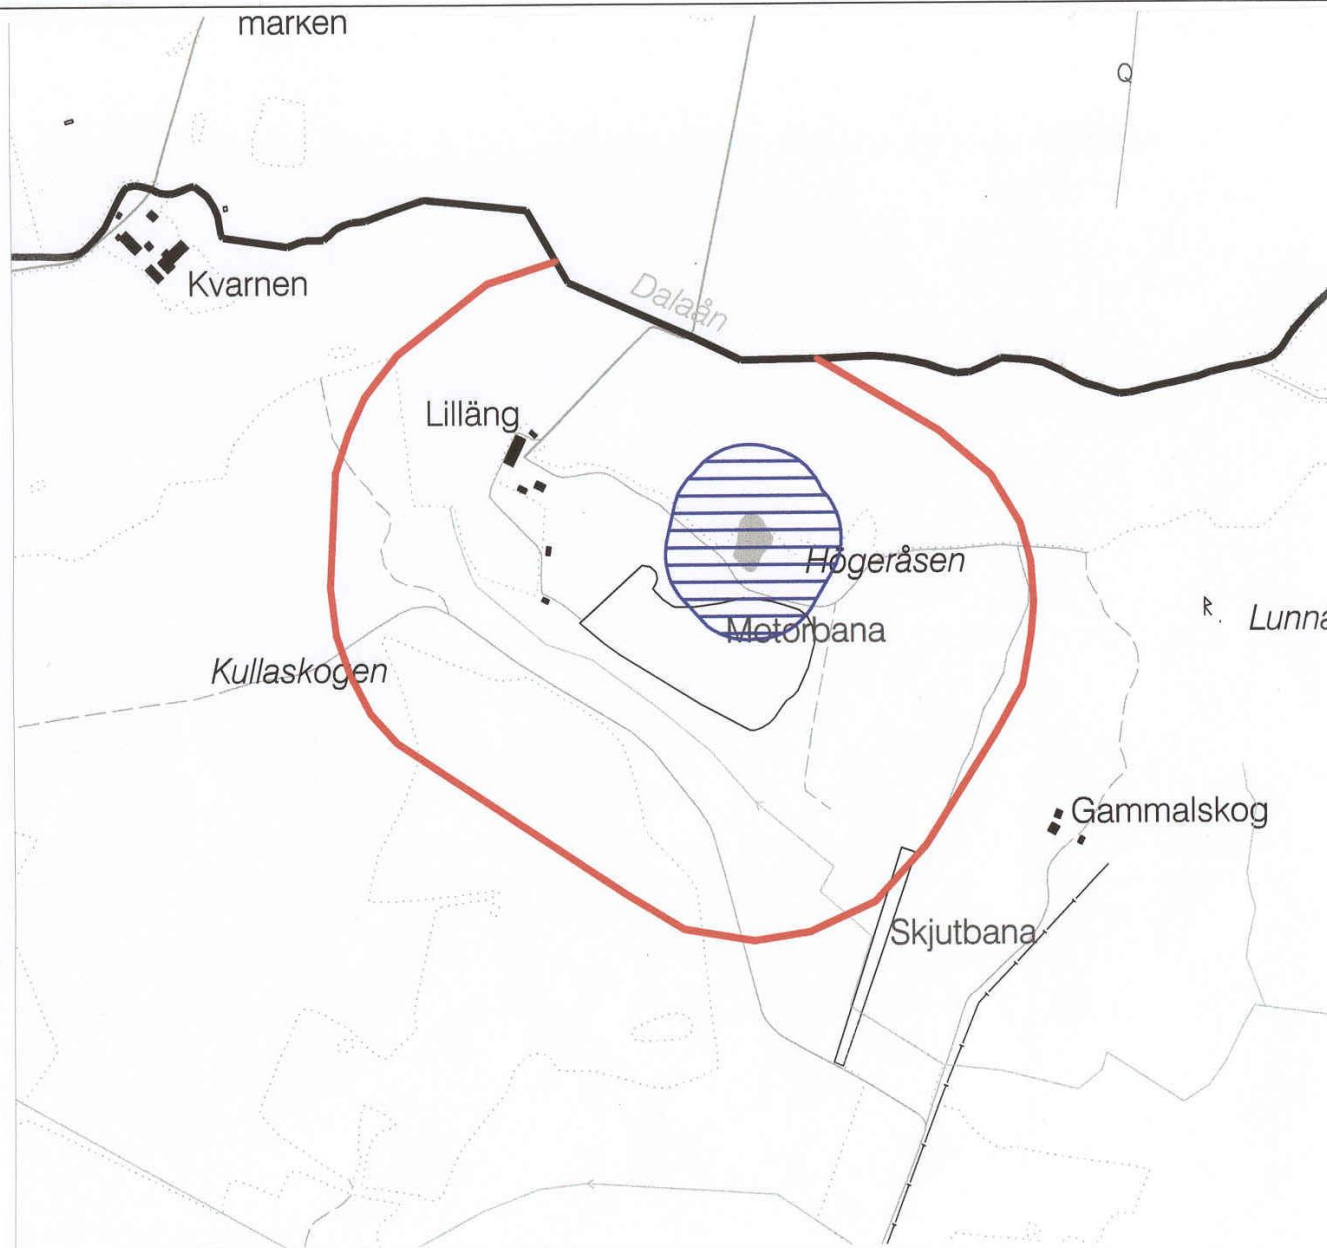 marken
Q
Kvarnen
Dalaån
Lilläng
Högeråsen
R
Lunna
Motorbana
Kullaskogen
Gammalskog
Skjutbana